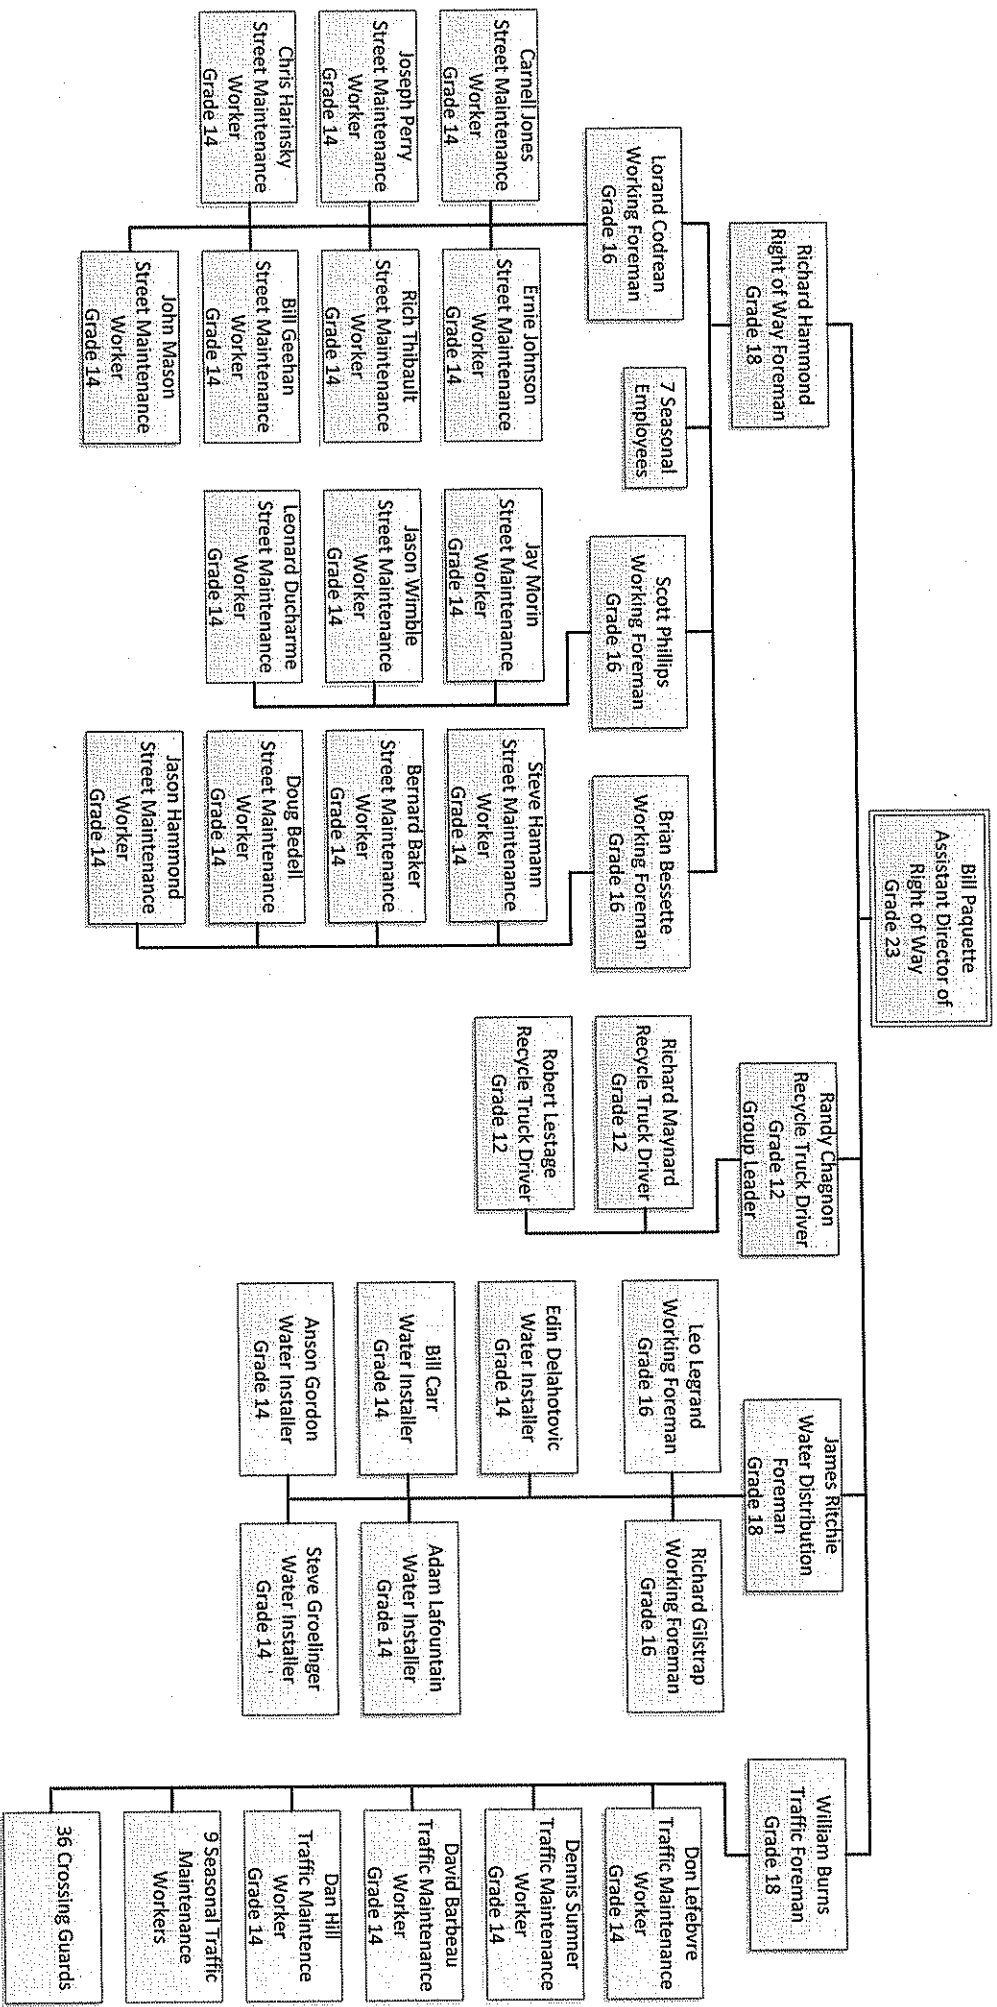 Bill Paquette
Assistant Director of
Right of Way
Grade 23
Richard Hammond
Right of Way Foreman
Grade 18
Lorand Codrean
Working Foreman
Grade 16
Carnell Jones
Street Maintenance
Worker
Grade 14
Ernie Johnson
Street Maintenance
Worker
Grade 14
Joseph Perry
Street Maintenance
Worker
Grade 14
Rich Thibault
Street Maintenance
Worker
Grade 14
Chris Harinsky
Street Maintenance
Worker
Grade 14
Bill Geehan
Street Maintenance
Worker
Grade 14
John Mason
Street Maintenance
Worker
Grade 14
7 Seasonal
Employees
Scott Phillips
Working Foreman
Grade 16
Jay Morin
Street Maintenance
Worker
Grade 14
Jason Wimble
Street Maintenance
Worker
Grade 14
Leonard Ducharme
Street Maintenance
Worker
Grade 14
Brian Bessette
Working Foreman
Grade 16
Steve Hamann
Street Maintenance
Worker
Grade 14
Bernard Baker
Street Maintenance
Worker
Grade 14
Doug Bedell
Street Maintenance
Worker
Grade 14
Jason Hammond
Street Maintenance
Worker
Grade 14
Randy Chagnon
Recycle Truck Driver
Grade 12
Group Leader
Richard Maynard
Recycle Truck Driver
Grade 12
Robert Lestage
Recycle Truck Driver
Grade 12
James Ritchie
Water Distribution
Foreman
Grade 18
Leo Legrand
Working Foreman
Grade 16
Richard Gilstrap
Working Foreman
Grade 16
Edin Delahotovic
Water Installer
Grade 14
Bill Carr
Water Installer
Grade 14
Adam Lafountain
Water Installer
Grade 14
Anson Gordon
Water Installer
Grade 14
Steve Groelinger
Water Installer
Grade 14
William Burns
Traffic Foreman
Grade 18
Don Lefebvre
Traffic Maintenance
Worker
Grade 14
Dennis Sumner
Traffic Maintenance
Worker
Grade 14
David Barbeau
Traffic Maintenance
Worker
Grade 14
Dan Hill
Traffic Maintence
Worker
Grade 14
9 Seasonal Traffic
Maintenance
Workers
36 Crossing Guards